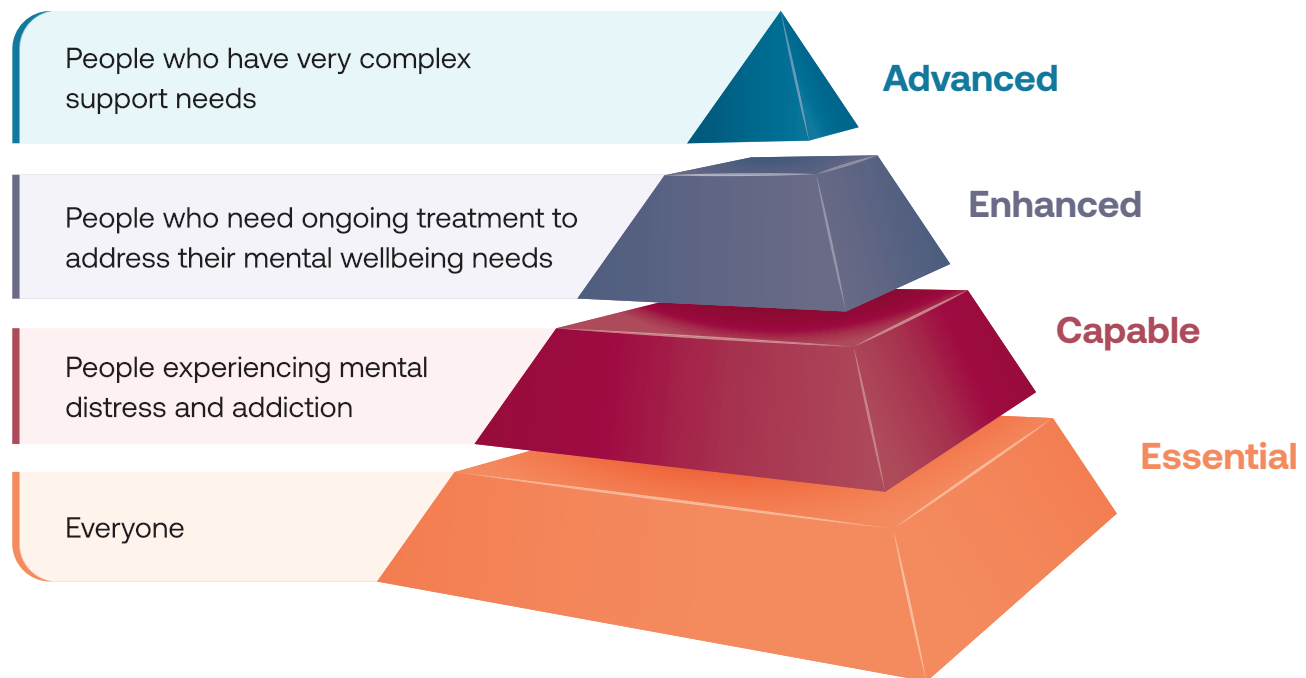 People who have very complex
support needs
Advanced
People who need ongoing treatment to
address their mental wellbeing needs
Enhanced
People experiencing mental
distress and addiction
Capable
Everyone
Essential